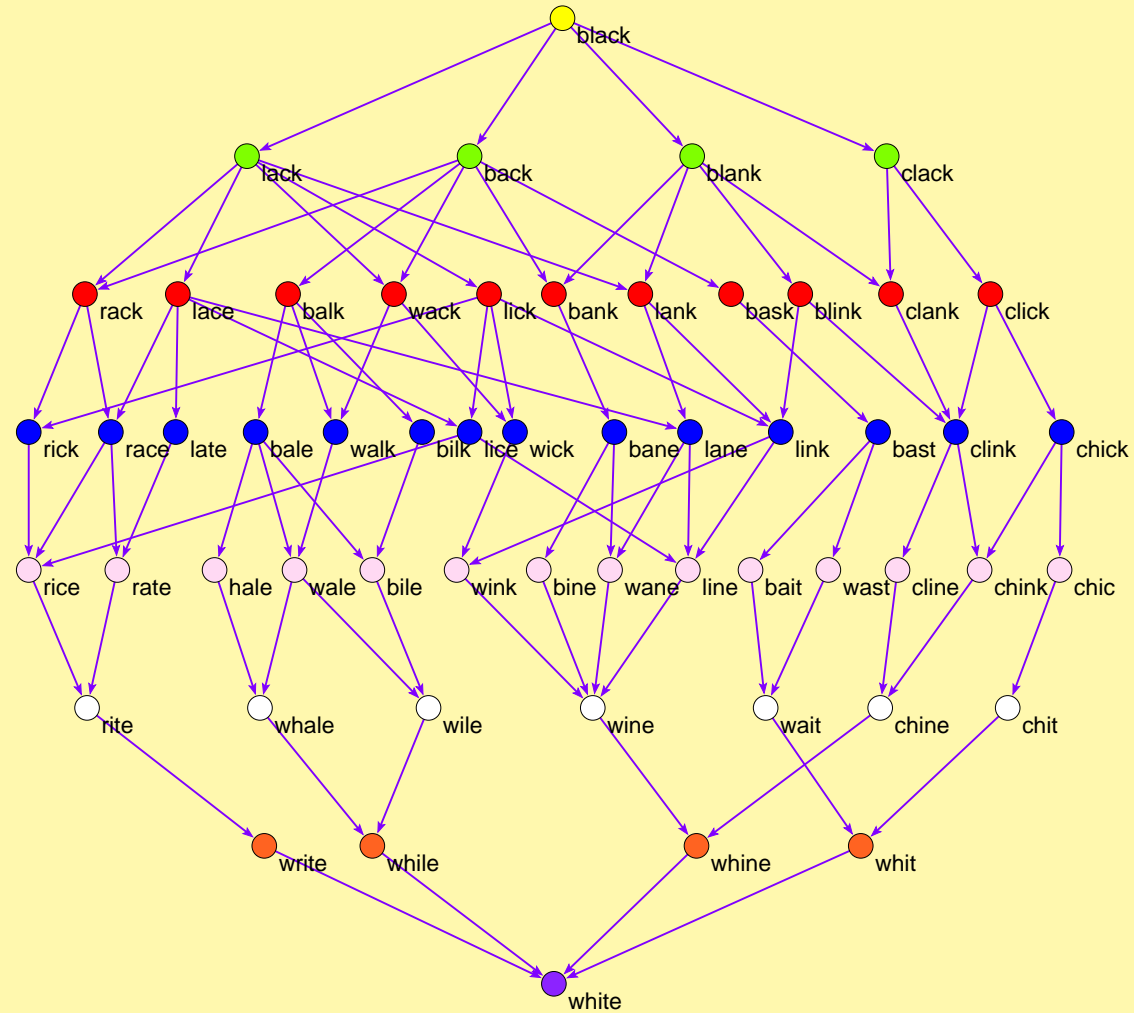 black
lack back blank clack
rack lace balk wack lick bank lank bask blink clank click
rick race late bale walk bilk lice wick bane lane link bast clink chick
rice rate hale wale bile wink bine wane line bait wast cline chink chic
rite whale wile wine wait chine chit
write while whine whit
white